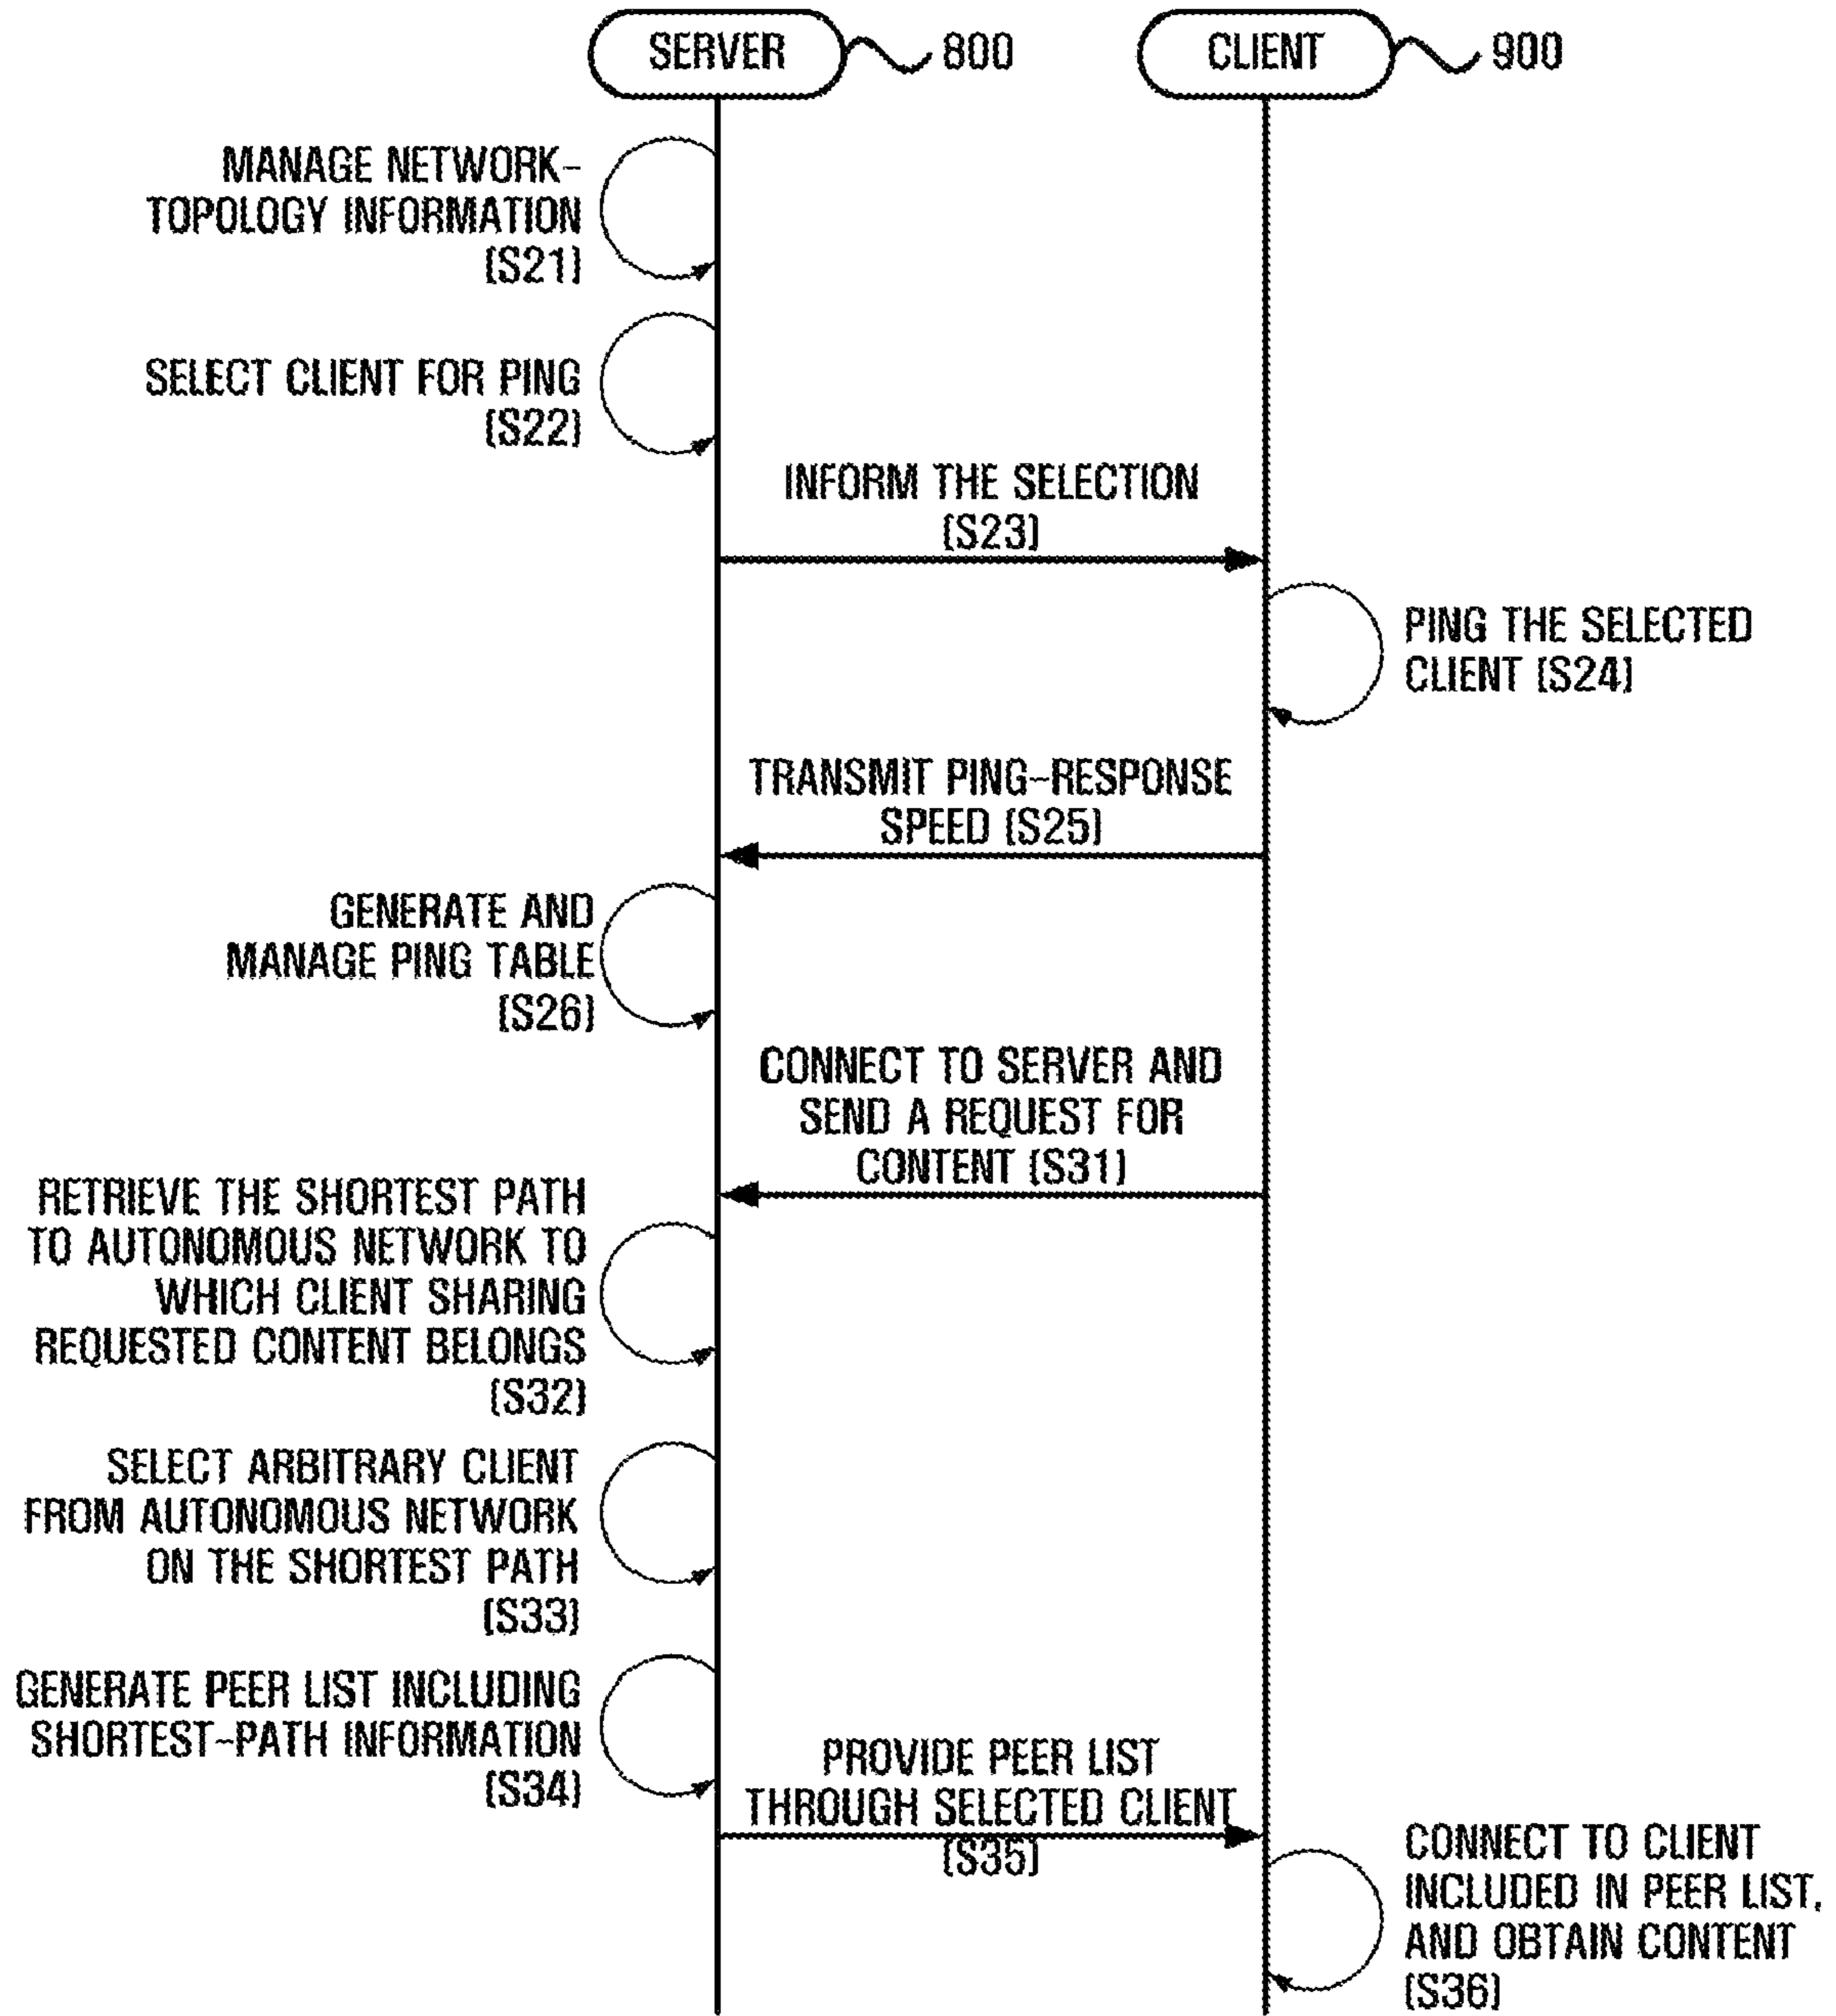 SERVER
800
CLIENT
900
MANAGE NETWORK-
TOPOLOGY INFORMATION
(S21)
SELECT CLIENT FOR PING
(S22)
INFORM THE SELECTION
(S23)
PING THE SELECTED
CLIENT (S24)
TRANSMIT PING-RESPONSE
SPEED (S25)
GENERATE AND
MANAGE PING TABLE
(S26)
CONNECT TO SERVER AND
SEND A REQUEST FOR
CONTENT (S31)
RETRIEVE THE SHORTEST PATH
TO AUTONOMOUS NETWORK TO
WHICH CLIENT SHARING
REQUESTED CONTENT BELONGS
(S32)
SELECT ARBITRARY CLIENT
FROM AUTONOMOUS NETWORK
ON THE SHORTEST PATH
(S33)
GENERATE PEER LIST INCLUDING
SHORTEST-PATH INFORMATION
(S34)
PROVIDE PEER LIST
THROUGH SELECTED CLIENT
(S35)
CONNECT TO CLIENT
INCLUDED IN PEER LIST,
AND OBTAIN CONTENT
(S36)